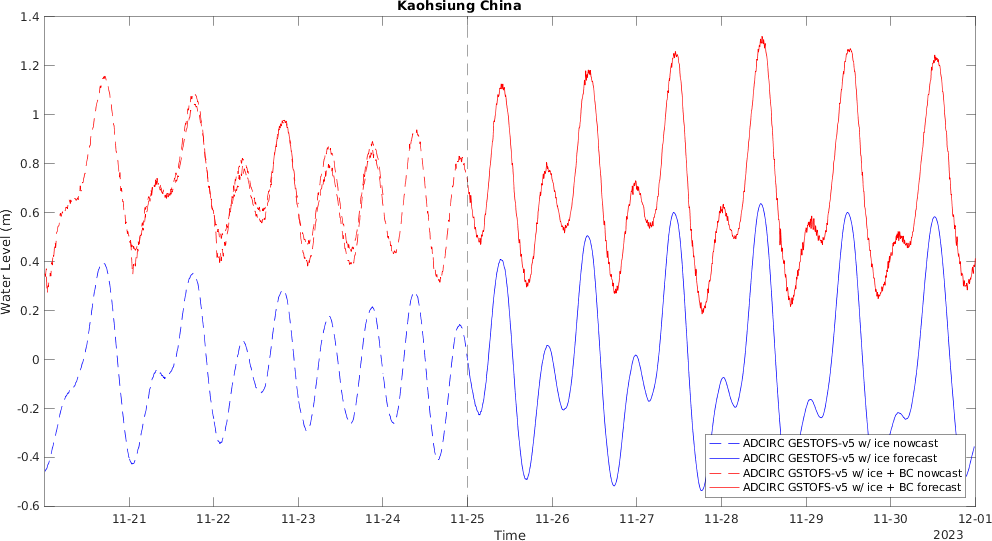 Kaohsiung China
1.4
1.2
1
0.8
0.6
0.4
0.2
0
-0.2
-0.4
-0.6
Water Level (m)
ADCIRC GESTOFS-v5 w/ ice nowcast
ADCIRC GESTOFS-v5 w/ ice forecast
ADCIRC GSTOFS-v5 w/ ice + BC nowcast
ADCIRC GSTOFS-v5 w/ ice + BC forecast
11-21 11-22 11-23 11-24 11-25 11-26 11-27 11-28 11-29 11-30 12-01
Time
2023